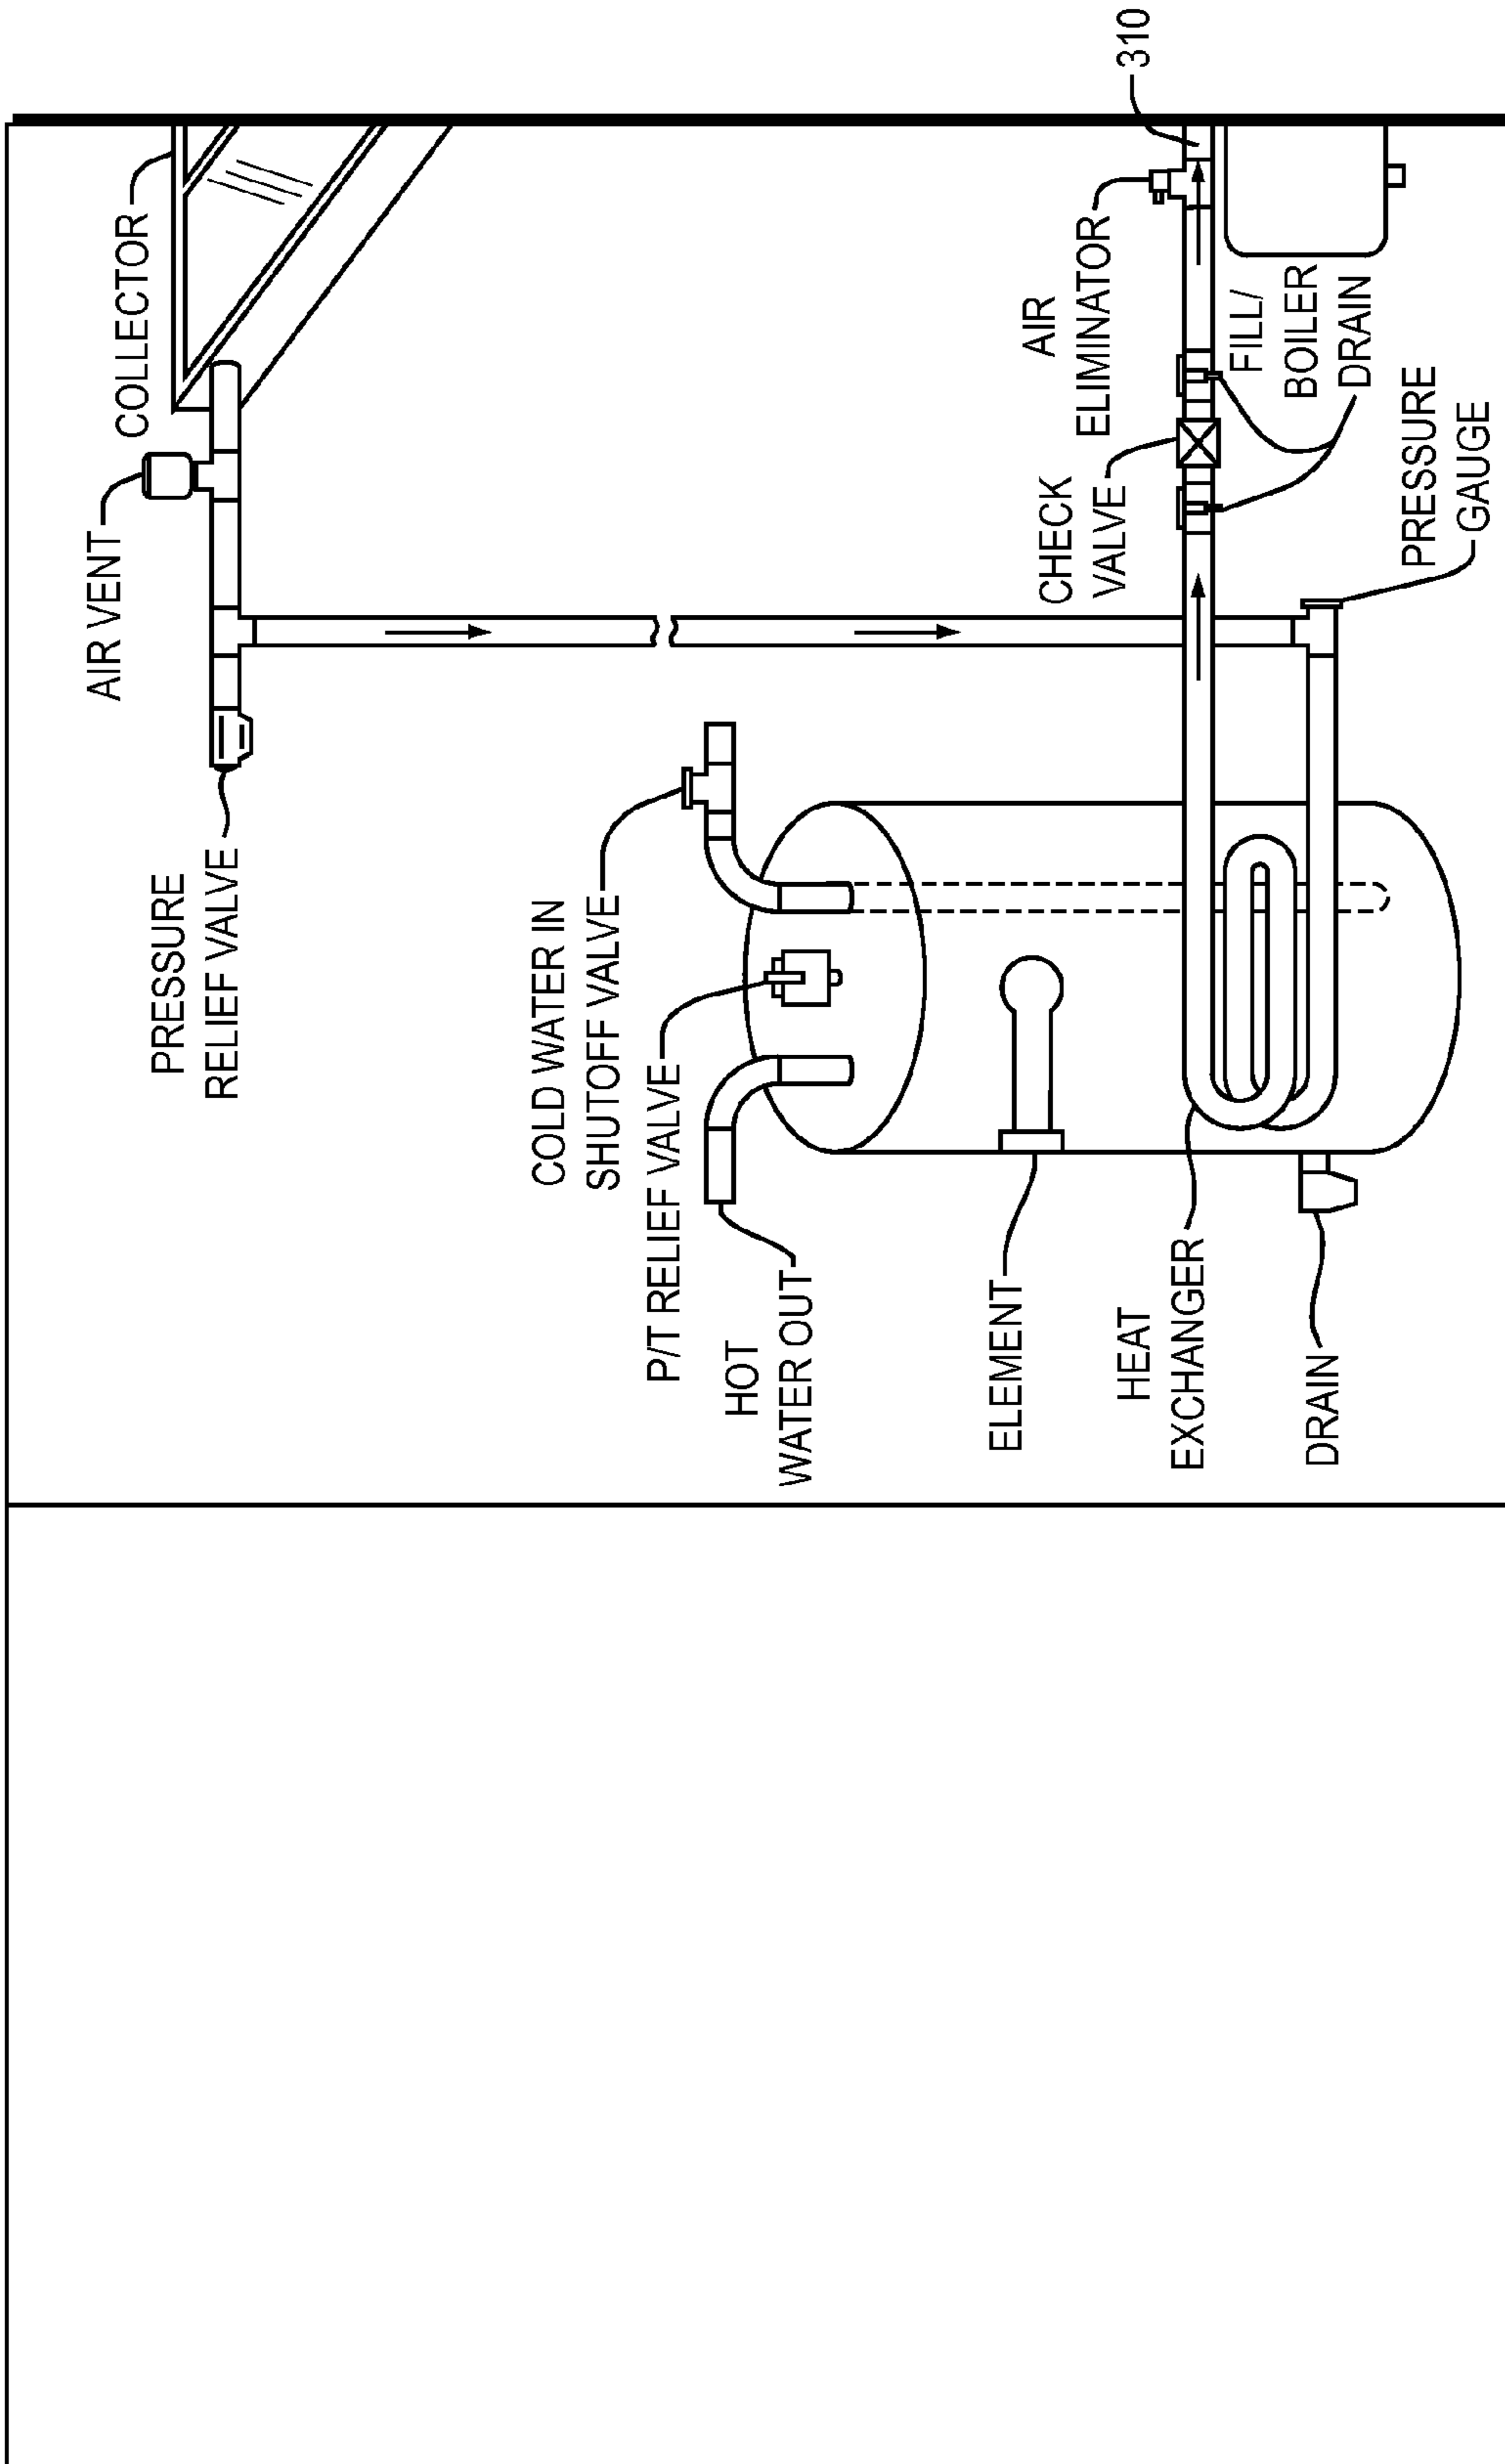 COLLECTOR
AIR VENT
PRESSURE
RELIEF VALVE
COLD WATER IN
SHUTOFF VALVE
P/T RELIEF VALVE
HOT
WATER OUT
ELEMENT
HEAT
EXCHANGER
DRAIN
AIR
ELIMINATOR
310
CHECK
VALVE
FILL/
BOILER
DRAIN
PRESSURE
GAUGE